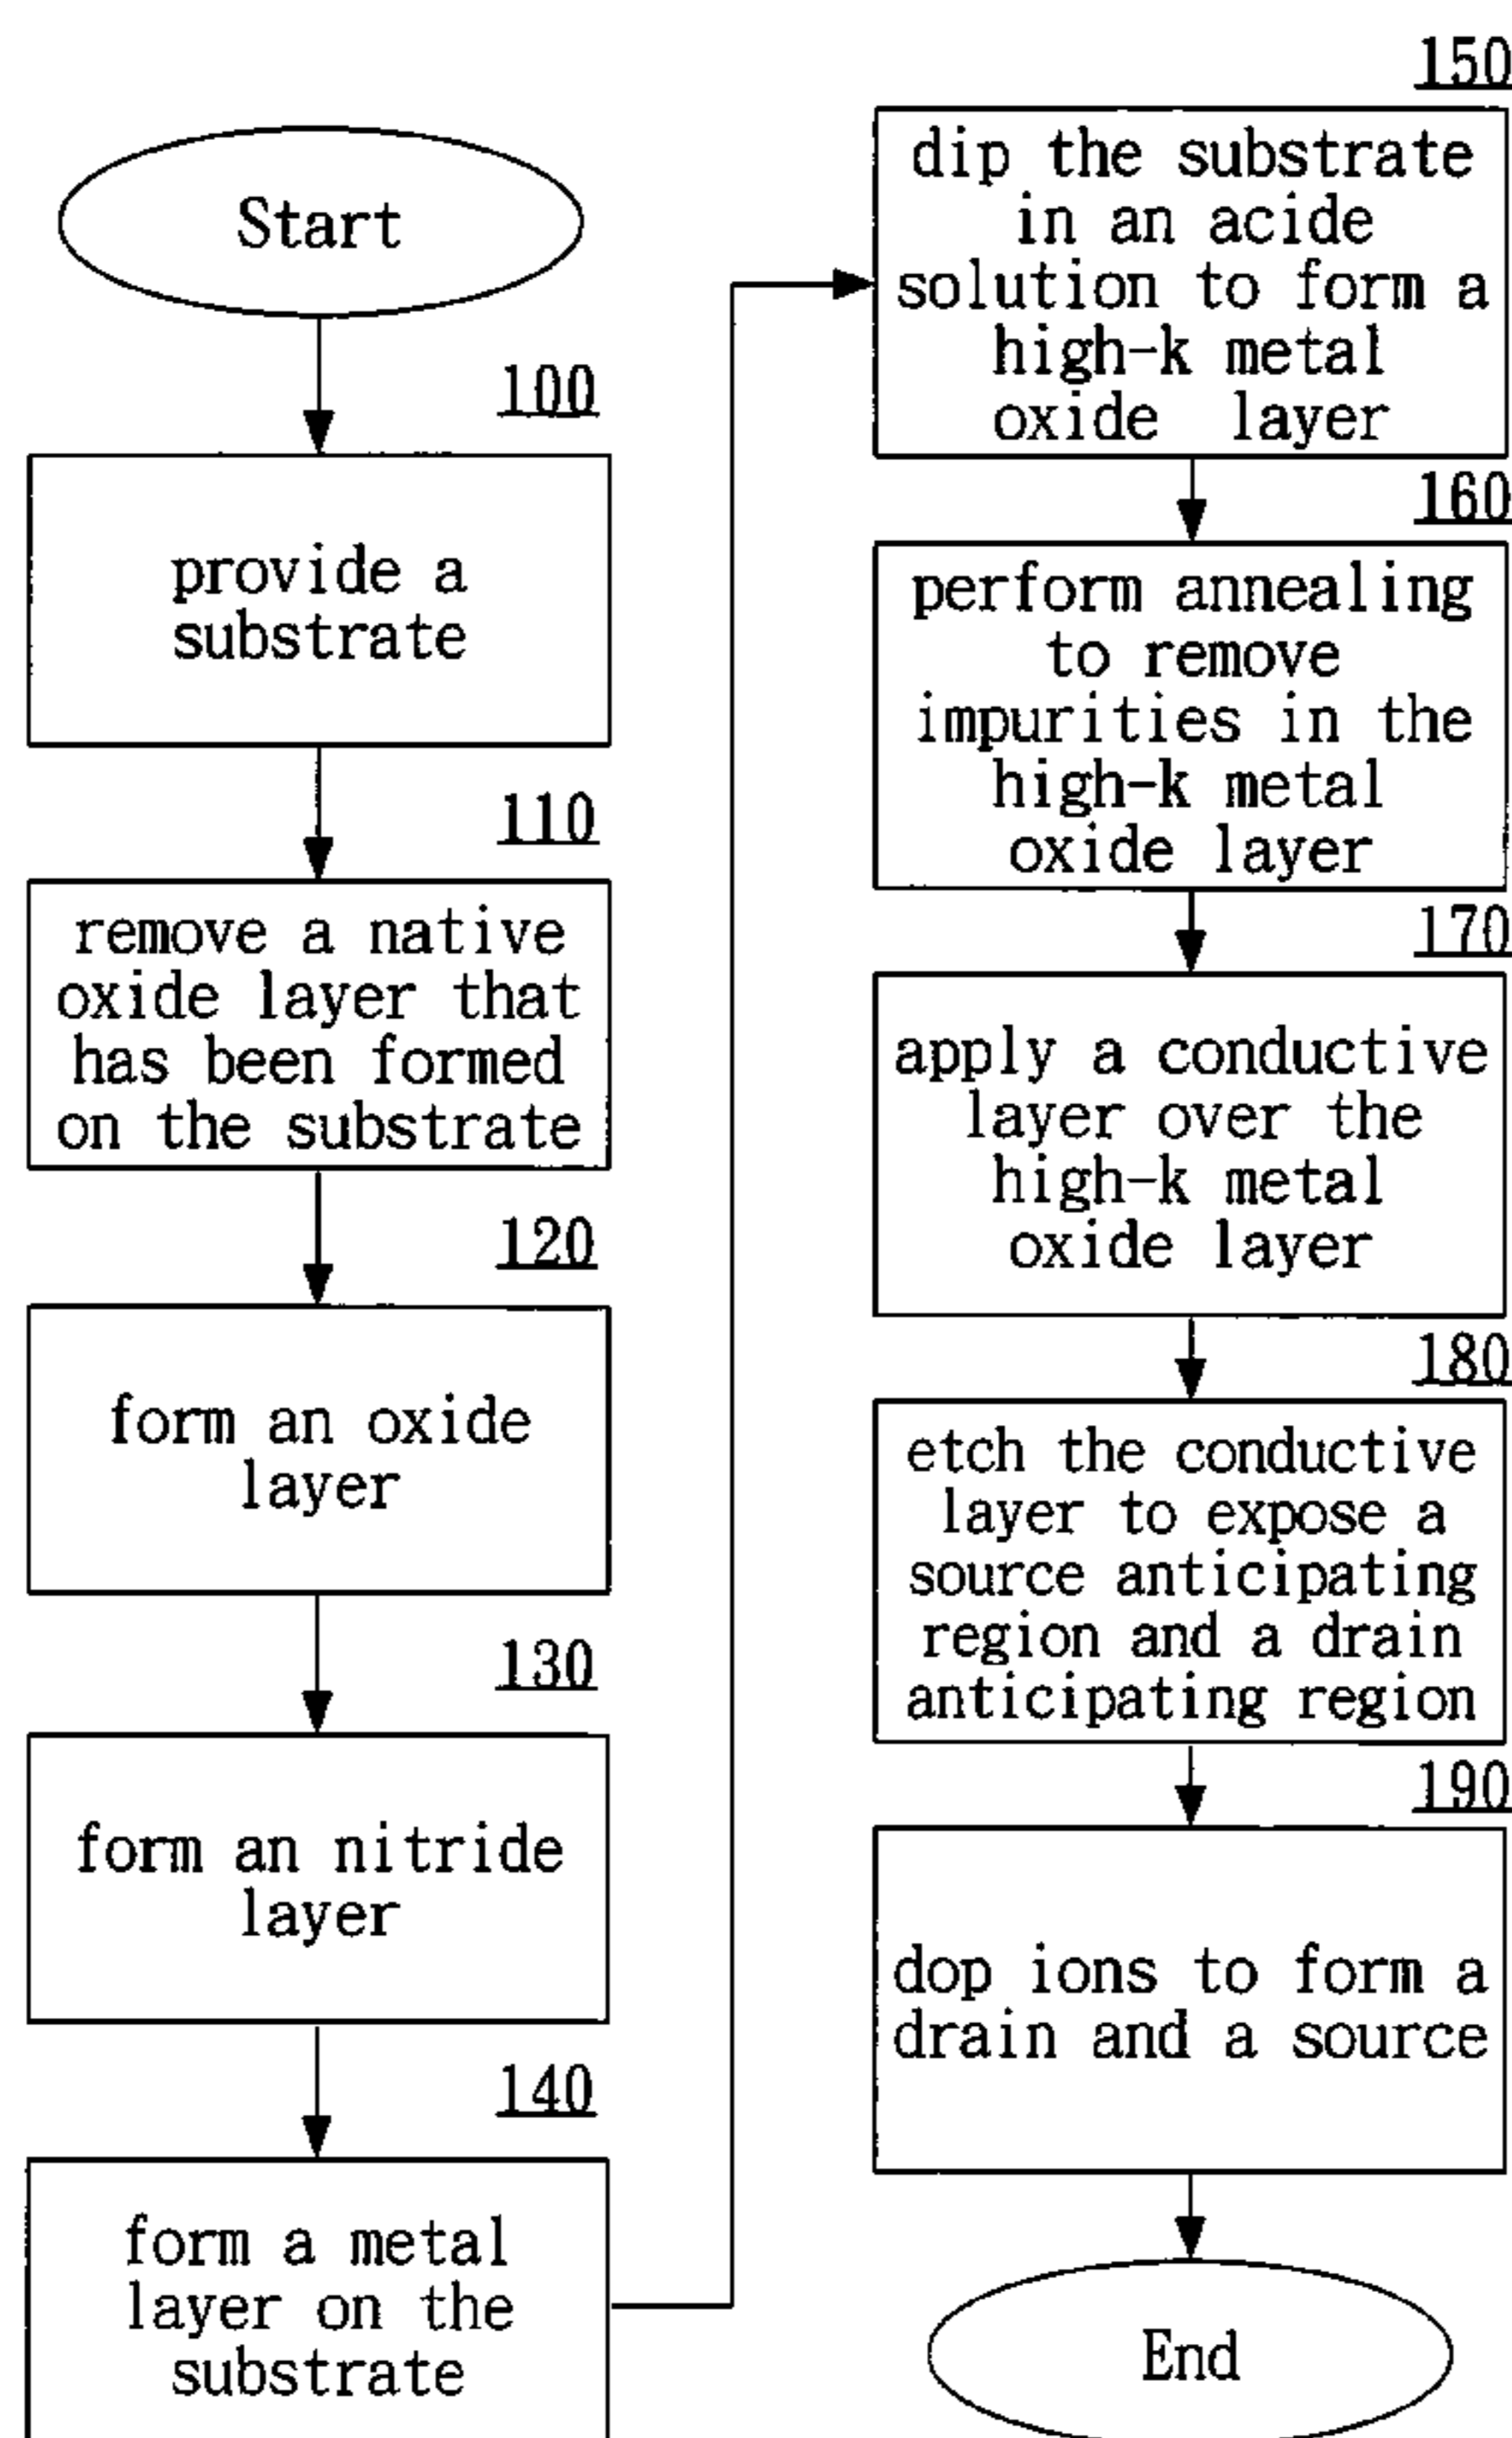 Start
100
provide a
substrate
110
remove a native
oxide layer that
has been formed
on the substrate
120
form an oxide
layer
130
form an nitride
layer
140
form a metal
layer on the
substrate
150
dip the substrate
in an acide
solution to form a
high-k metal
oxide layer
160
perform annealing
to remove
impurities in the
high-k metal
oxide layer
170
apply a conductive
layer over the
high-k metal
oxide layer
180
etch the conductive
layer to expose a
source anticipating
region and a drain
anticipating region
190
dop ions to form a
drain and a source
End